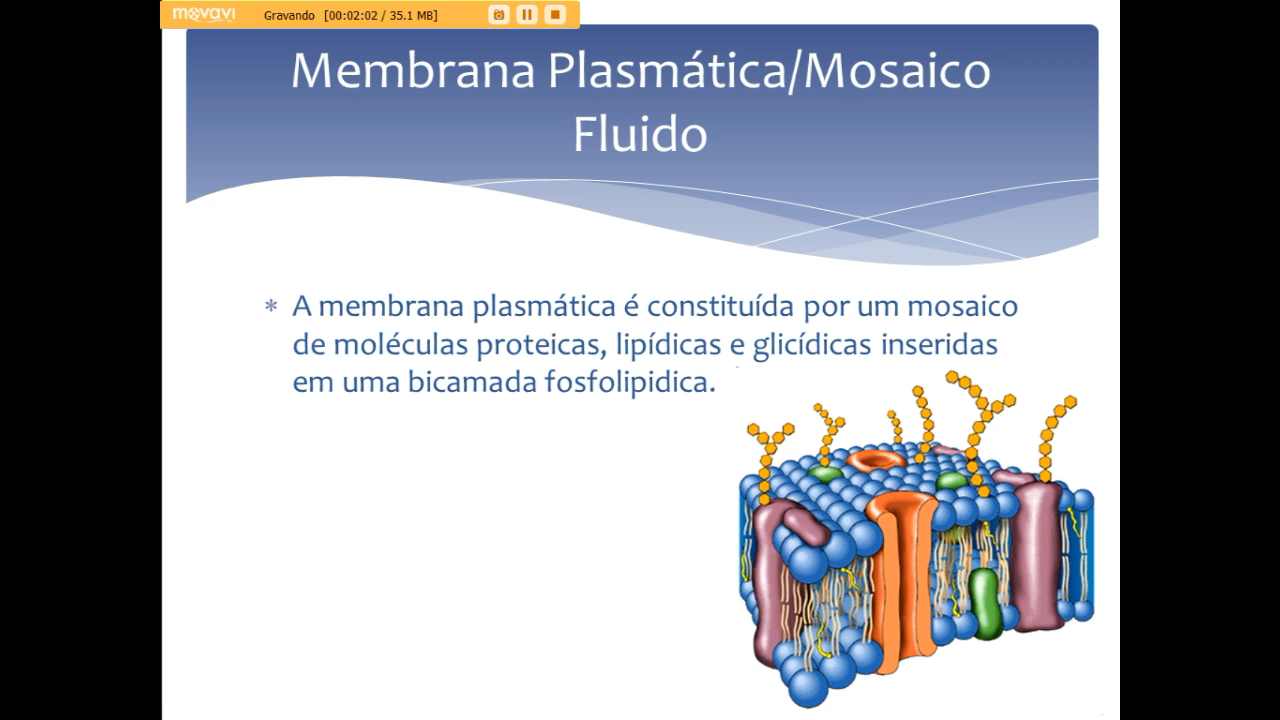 movavi Gravando [00:02:02 / 35.1 MB]
Membrana Plasmática/Mosaico
Fluido
* A membrana plasmática é constituída por um mosaico
de moléculas proteicas, lipídicas e glicídicas inseridas
em uma bicamada fosfolipidica.